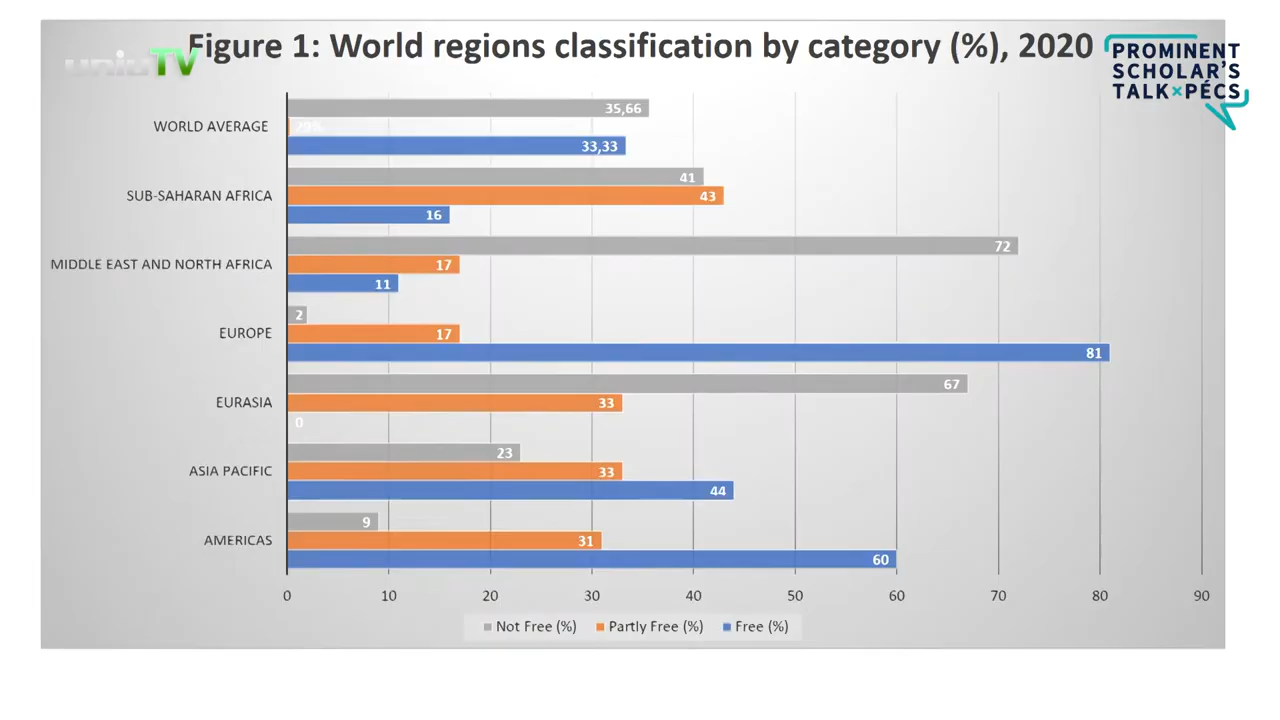 Figure 1: World regions classification by category (%), 2020
uniuTV
PROMINENT
SCHOLAR'S
TALK×PÉCS
WORLD AVERAGE
35,66
29%
33,33
SUB-SAHARAN AFRICA
41
43
16
MIDDLE EAST AND NORTH AFRICA
72
17
11
EUROPE
2
17
81
EURASIA
67
33
0
ASIA PACIFIC
23
33
44
AMERICAS
9
31
60
0 10 20 30 40 50 60 70 80 90
Not Free (%) Partly Free (%) Free (%)